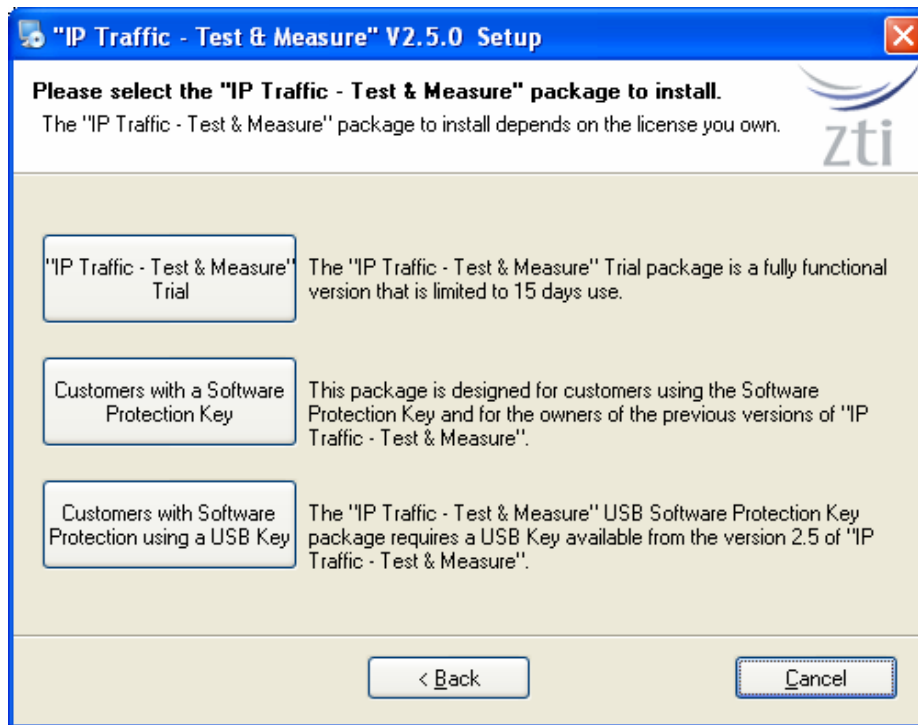 "IP Traffic - Test & Measure" V2.5.0 Setup
Please select the "IP Traffic - Test & Measure" package to install.
The "IP Traffic - Test & Measure" package to install depends on the license you own.
zti
"IP Traffic - Test & Measure"
Trial
The "IP Traffic - Test & Measure" Trial package is a fully functional
version that is limited to 15 days use.
Customers with a Software
Protection Key
This package is designed for customers using the Software
Protection Key and for the owners of the previous versions of "IP
Traffic - Test & Measure".
Customers with Software
Protection using a USB Key
The "IP Traffic - Test & Measure" USB Software Protection Key
package requires a USB Key available from the version 2.5 of "IP
Traffic - Test & Measure".
< Back
Cancel